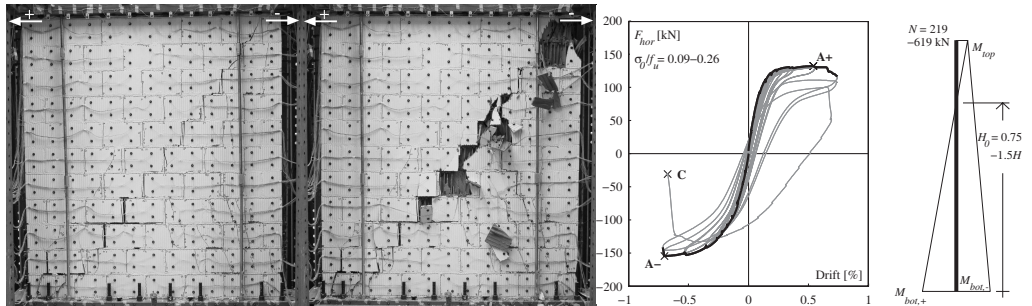 +
−
+
−
F_hor [kN]
σ_0/f_u = 0.09−0.26
200
150
100
50
0
−50
−100
−150
−200
A+
C
A−
Drift [%]
−1
−0.5
0
0.5
1
N = 219
−619 kN
M_top
H_0 = 0.75
−1.5H
M_bot,-
M_bot,+